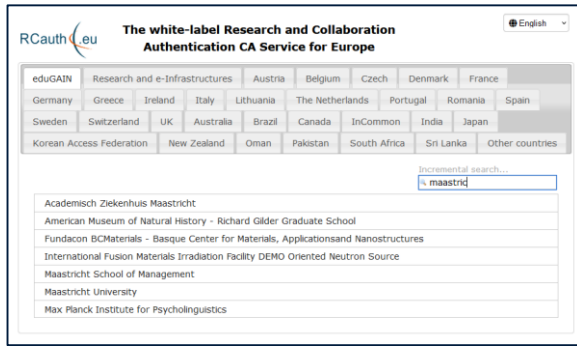 RCauth.eu
The white-label Research and Collaboration
Authentication CA Service for Europe
English
eduGAIN Research and e-Infrastructures Austria Belgium Czech Denmark France
Germany Greece Ireland Italy Lithuania The Netherlands Portugal Romania Spain
Sweden Switzerland UK Australia Brazil Canada InCommon India Japan
Korean Access Federation New Zealand Oman Pakistan South Africa Sri Lanka Other countries
Incremental search...
maastric
Academisch Ziekenhuis Maastricht
American Museum of Natural History - Richard Gilder Graduate School
Fundacon BCMaterials - Basque Center for Materials, Applicationsand Nanostructures
International Fusion Materials Irradiation Facility DEMO Oriented Neutron Source
Maastricht School of Management
Maastricht University
Max Planck Institute for Psycholinguistics